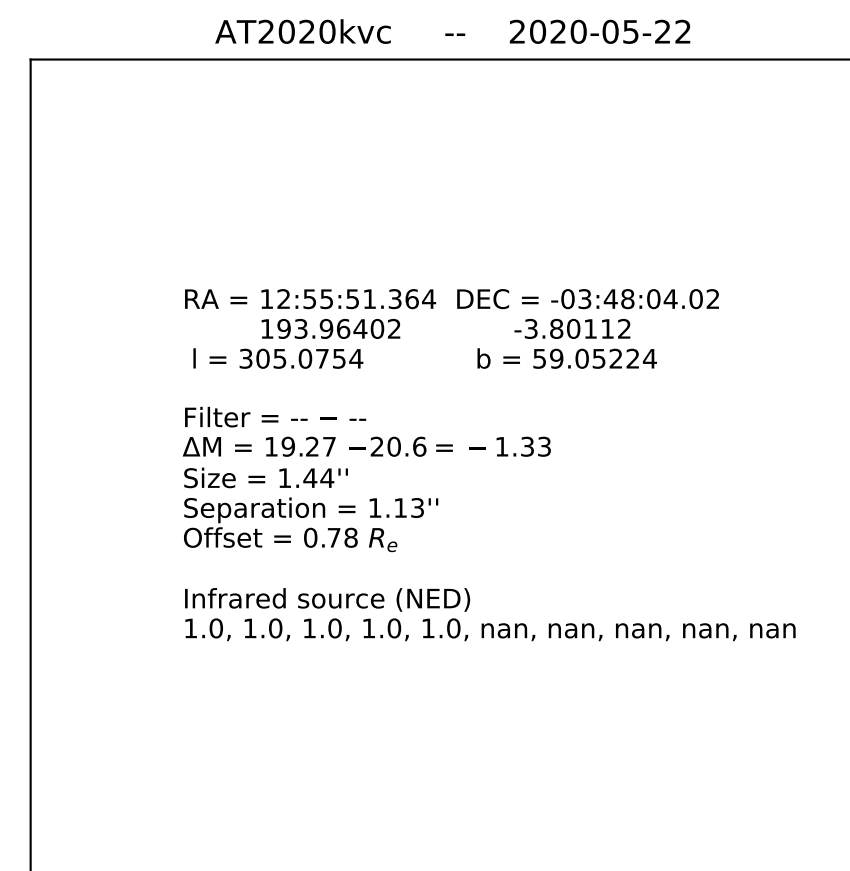 AT2020kvc -- 2020-05-22
RA = 12:55:51.364 DEC = -03:48:04.02
193.96402 -3.80112
l = 305.0754 b = 59.05224
Filter = -- − --
ΔM = 19.27 −20.6 = − 1.33
Size = 1.44''
Separation = 1.13''
Offset = 0.78 Rₑ
Infrared source (NED)
1.0, 1.0, 1.0, 1.0, 1.0, nan, nan, nan, nan, nan